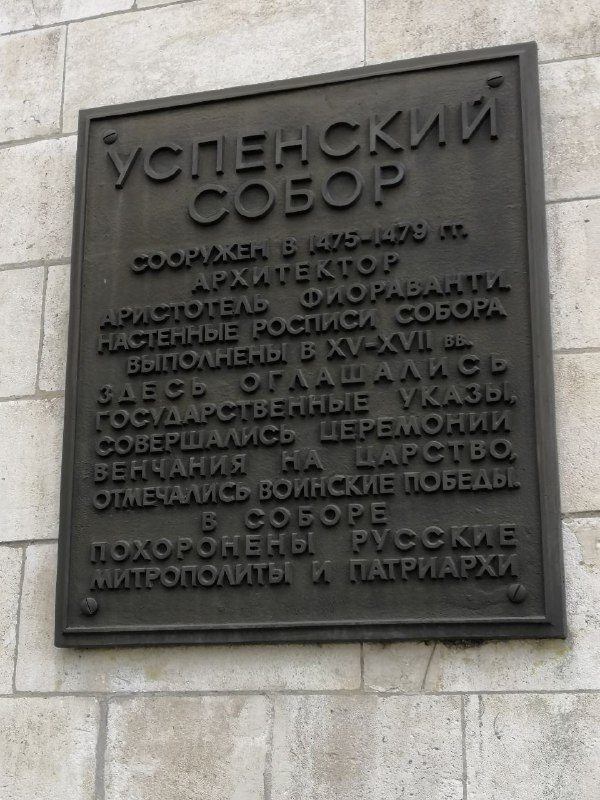 УСПЕНСКИЙ
СОБОР
СООРУЖЕН В 1475-1479 гг.
АРХИТЕКТОР
АРИСТОТЕЛЬ ФИОРАВАНТИ.
НАСТЕННЫЕ РОСПИСИ СОБОРА
ВЫПОЛНЕНЫ В XV-XVII вв.
ЗДЕСЬ ОГЛАШАЛИСЬ
ГОСУДАРСТВЕННЫЕ УКАЗЫ,
СОВЕРШАЛИСЬ ЦЕРЕМОНИИ
ВЕНЧАНИЯ НА ЦАРСТВО,
ОТМЕЧАЛИСЬ ВОИНСКИЕ ПОБЕДЫ.
В СОБОРЕ
ПОХОРОНЕНЫ РУССКИЕ
МИТРОПОЛИТЫ И ПАТРИАРХИ